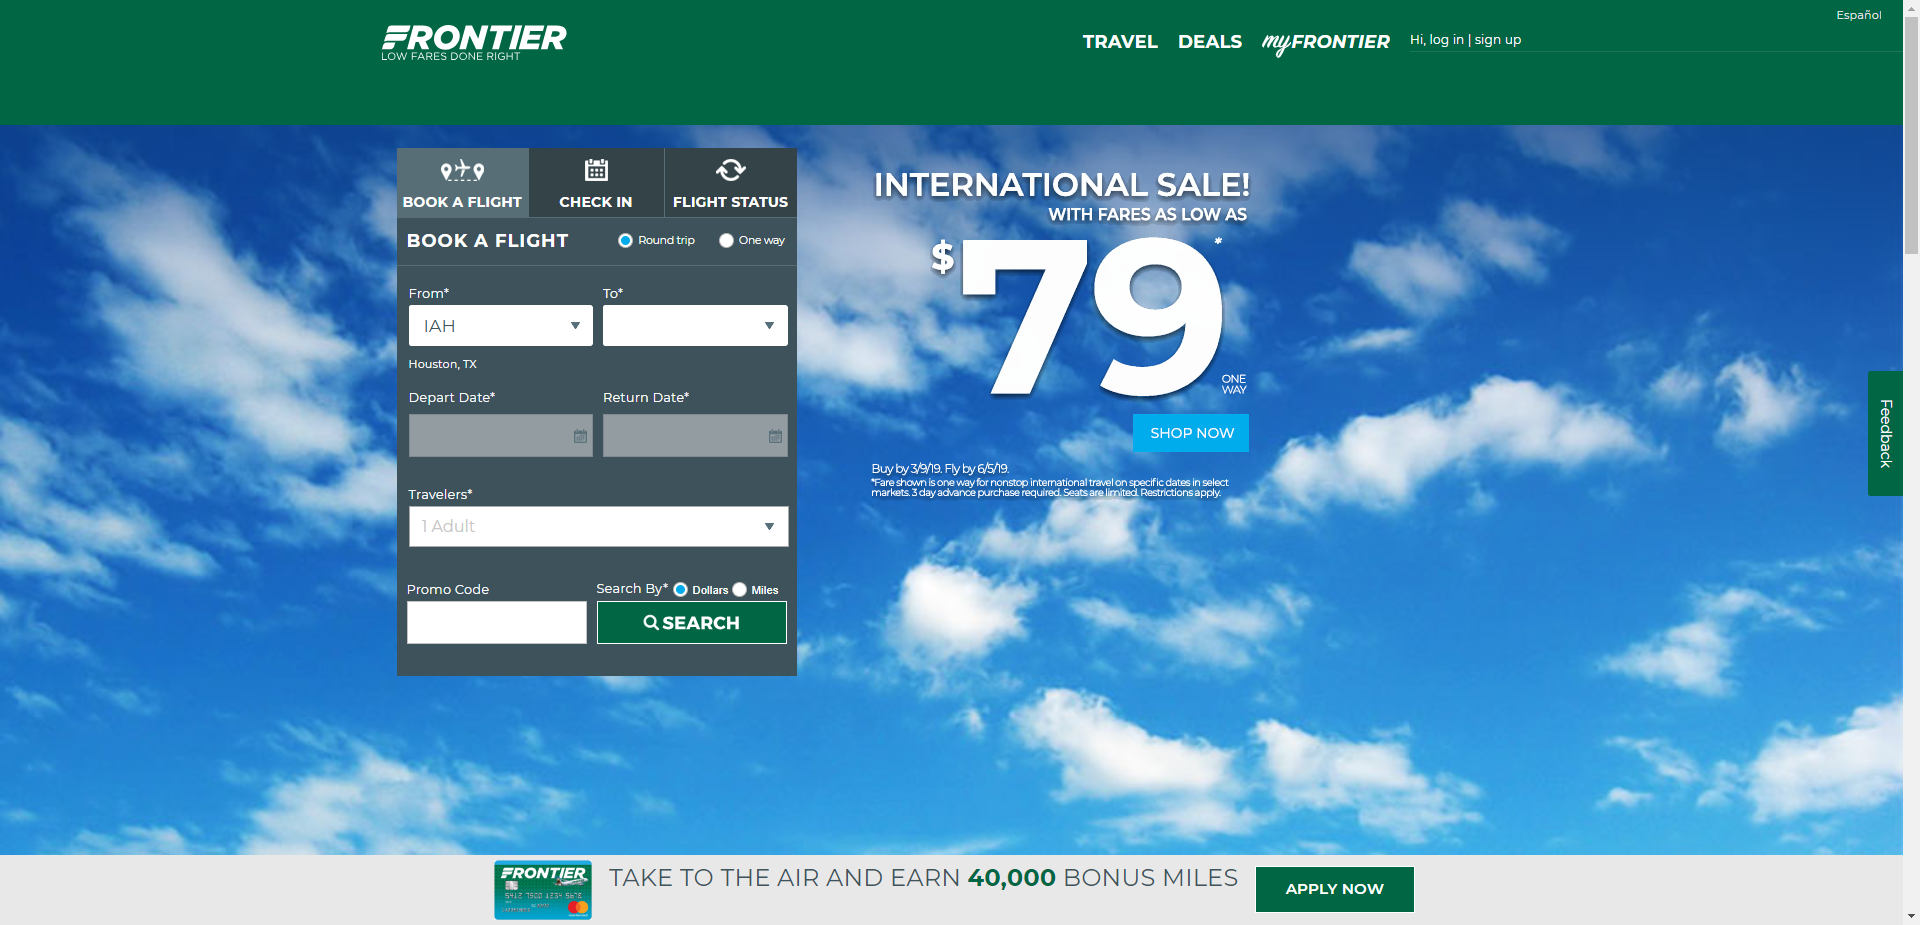 Español
FRONTIER
LOW FARES DONE RIGHT
TRAVEL DEALS myFRONTIER Hi, log in | sign up
BOOK A FLIGHT CHECK IN FLIGHT STATUS
BOOK A FLIGHT Round trip One way
From* To*
IAH
Houston, TX
Depart Date* Return Date*
Travelers*
1 Adult
Promo Code Search By* Dollars Miles
SEARCH
INTERNATIONAL SALE!
WITH FARES AS LOW AS
$79*
ONE
WAY
SHOP NOW
Buy by 3/9/19. Fly by 6/5/19.
*Fare shown is one way for nonstop international travel on specific dates in select
markets. 3 day advance purchase required. Seats are limited. Restrictions apply.
Feedback
FRONTIER
5412 7500 1234 5678
TAKE TO THE AIR AND EARN 40,000 BONUS MILES
APPLY NOW